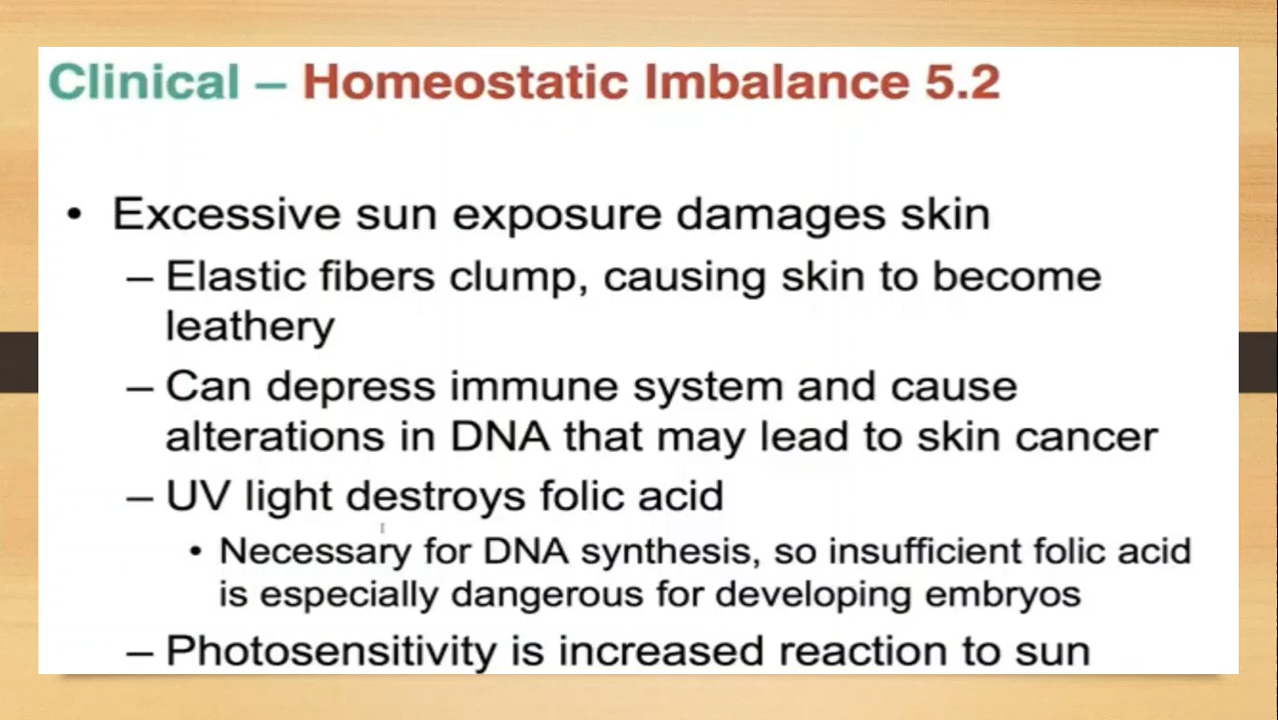 Clinical – Homeostatic Imbalance 5.2
• Excessive sun exposure damages skin
– Elastic fibers clump, causing skin to become
leathery
– Can depress immune system and cause
alterations in DNA that may lead to skin cancer
– UV light destroys folic acid
• Necessary for DNA synthesis, so insufficient folic acid
is especially dangerous for developing embryos
– Photosensitivity is increased reaction to sun